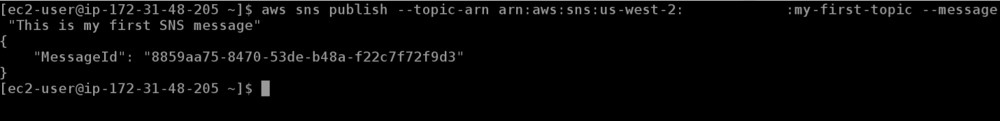 [ec2-user@ip-172-31-48-205 ~]$ aws sns publish --topic-arn arn:aws:sns:us-west-2:            :my-first-topic --message
 "This is my first SNS message"
{
    "MessageId": "8859aa75-8470-53de-b48a-f22c7f72f9d3"
}
[ec2-user@ip-172-31-48-205 ~]$